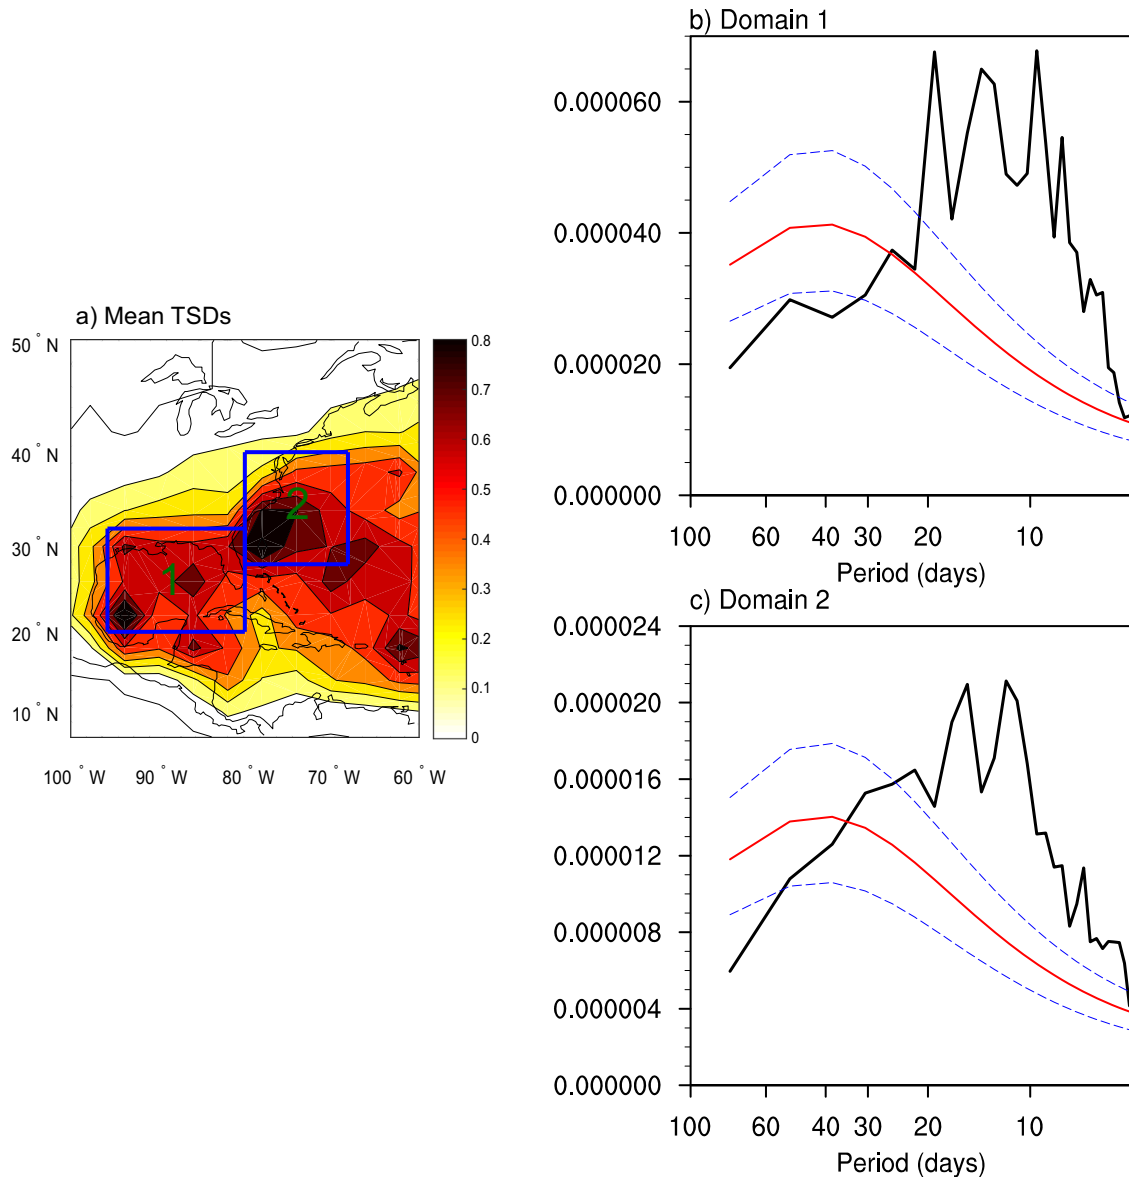 a) Mean TSDs
50° N
40° N
30° N
20° N
10° N
100° W
90° W
80° W
70° W
60° W
1
2
0.8
0.7
0.6
0.5
0.4
0.3
0.2
0.1
0
b) Domain 1
0.000060
0.000040
0.000020
0.000000
100
60
40
30
20
10
Period (days)
c) Domain 2
0.000024
0.000020
0.000016
0.000012
0.000008
0.000004
0.000000
100
60
40
30
20
10
Period (days)